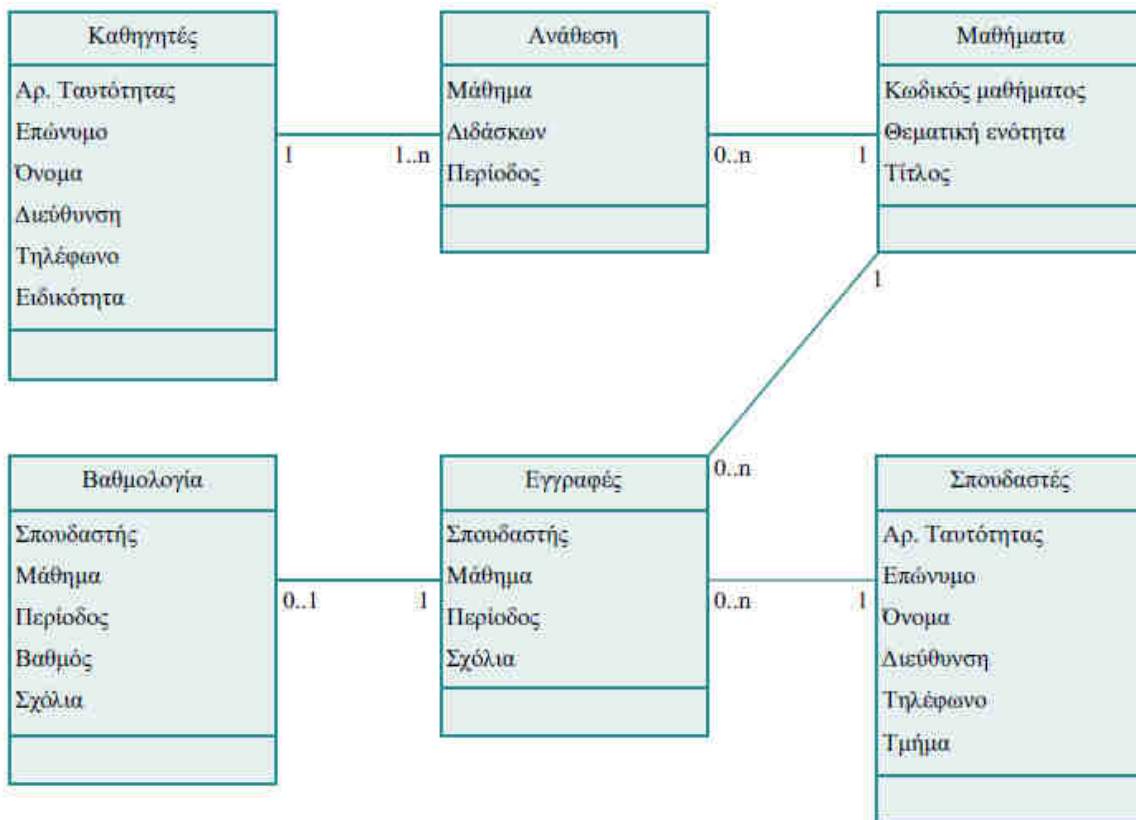 Καθηγητές
Αρ. Ταυτότητας
Επώνυμο
Όνομα
Διεύθυνση
Τηλέφωνο
Ειδικότητα
1
1..n
Ανάθεση
Μάθημα
Διδάσκων
Περίοδος
0..n
1
Μαθήματα
Κωδικός μαθήματος
Θεματική ενότητα
Τίτλος
1
0..n
Βαθμολογία
Σπουδαστής
Μάθημα
Περίοδος
Βαθμός
Σχόλια
0..1
1
Εγγραφές
Σπουδαστής
Μάθημα
Περίοδος
Σχόλια
0..n
1
Σπουδαστές
Αρ. Ταυτότητας
Επώνυμο
Όνομα
Διεύθυνση
Τηλέφωνο
Τμήμα